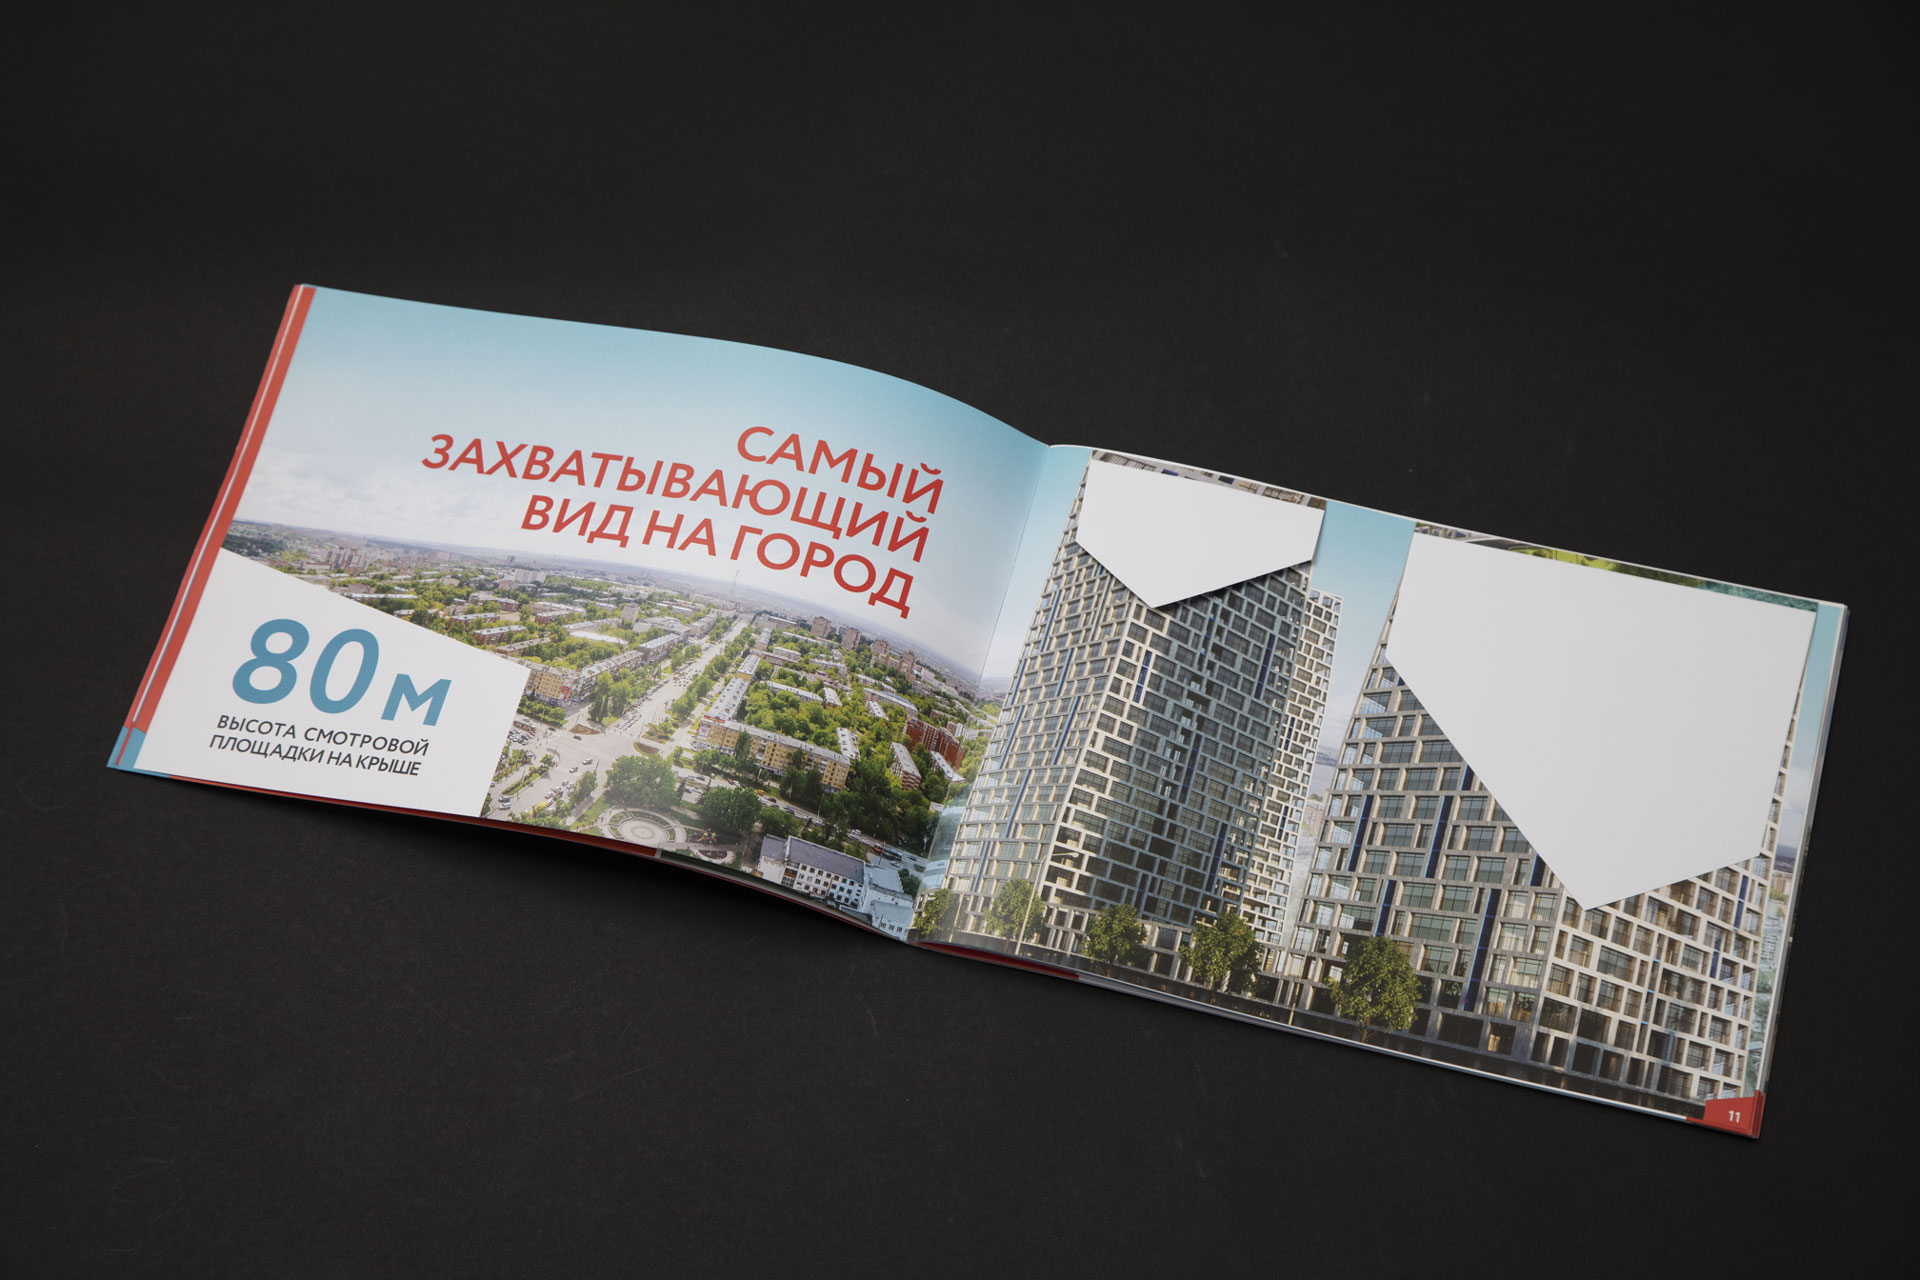 САМЫЙ
ЗАХВАТЫВАЮЩИЙ
ВИД НА ГОРОД
80 м
ВЫСОТА СМОТРОВОЙ
ПЛОЩАДКИ НА КРЫШЕ
11